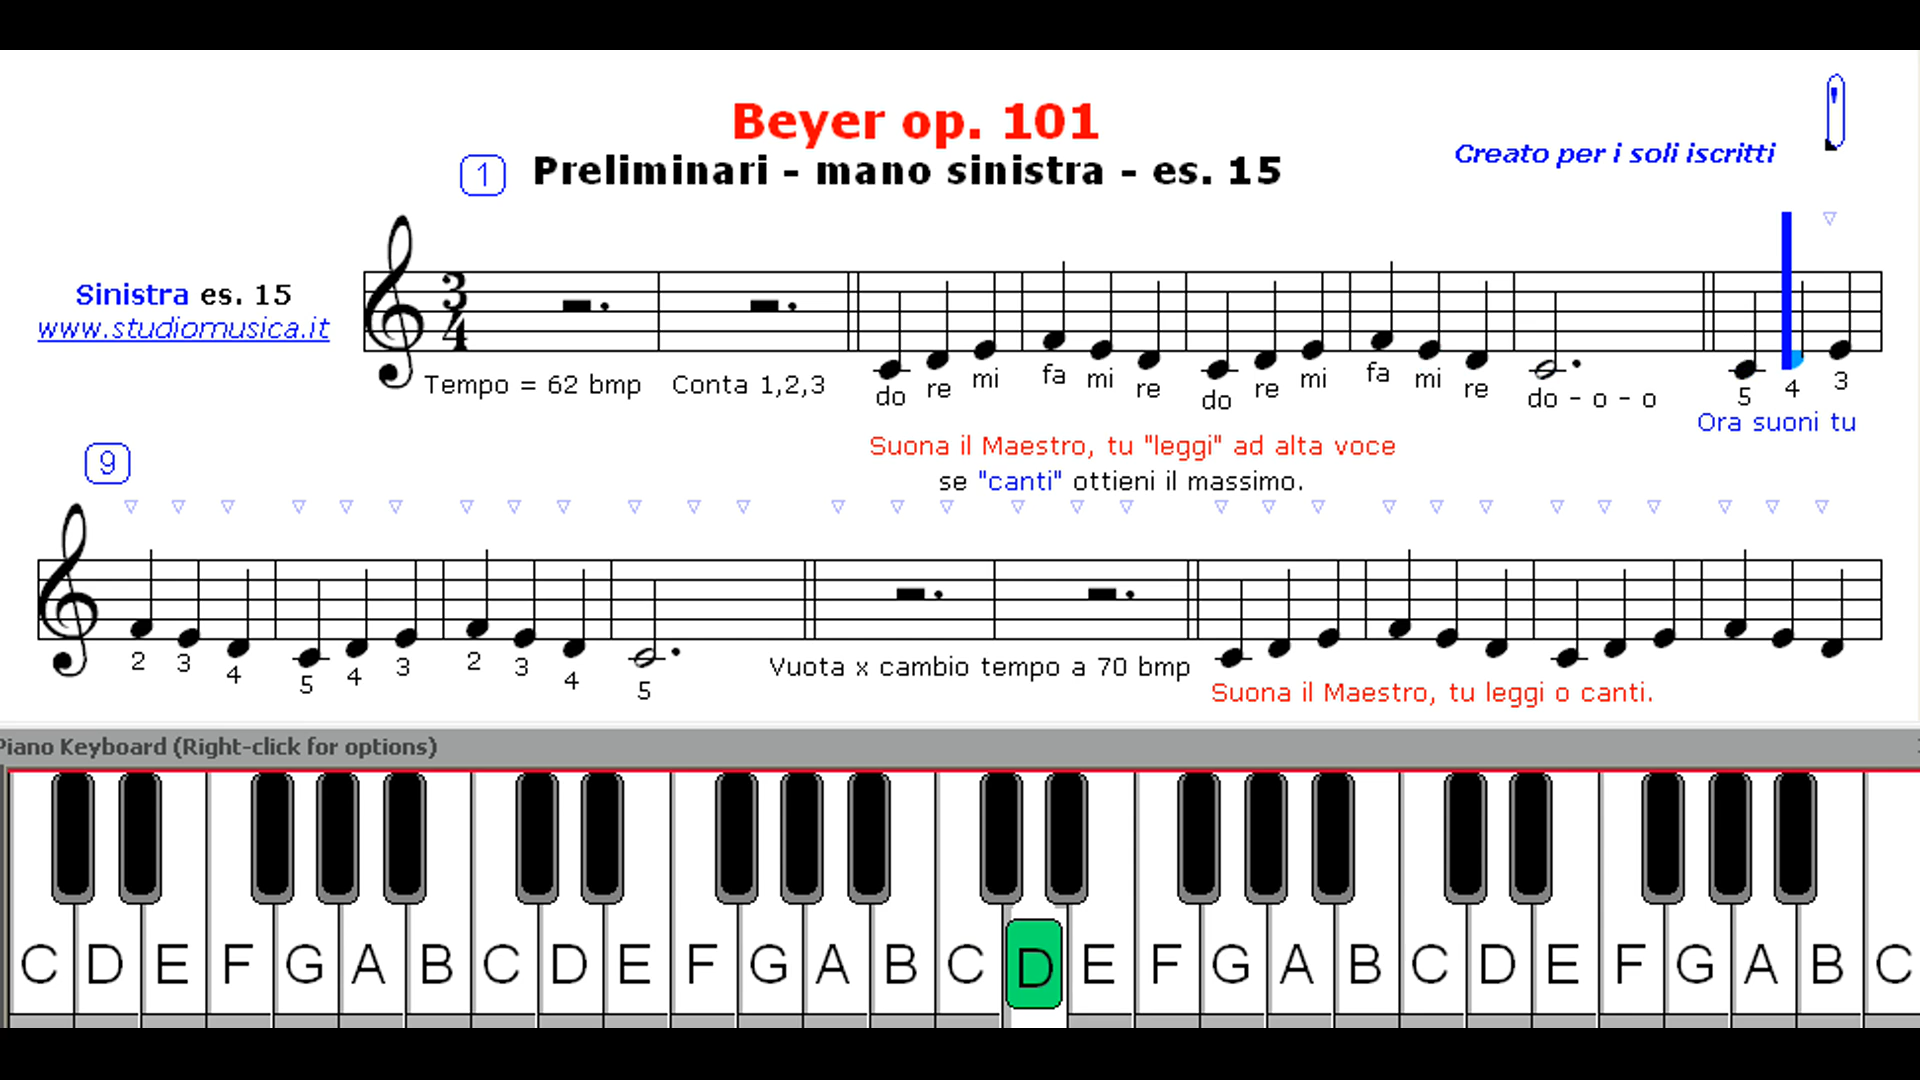 Beyer op. 101
1 Preliminari - mano sinistra - es. 15
Creato per i soli iscritti
Sinistra es. 15
www.studiomusica.it
3
4
Tempo = 62 bmp Conta 1,2,3
do re mi fa mi re do re mi fa mi re do - o - o 5 4 3
Ora suoni tu
Suona il Maestro, tu "leggi" ad alta voce
se "canti" ottieni il massimo.
9
2 3 4 5 4 3 2 3 4 5
Vuota x cambio tempo a 70 bmp
Suona il Maestro, tu leggi o canti.
Piano Keyboard (Right-click for options)
C D E F G A B C D E F G A B C D E F G A B C D E F G A B C